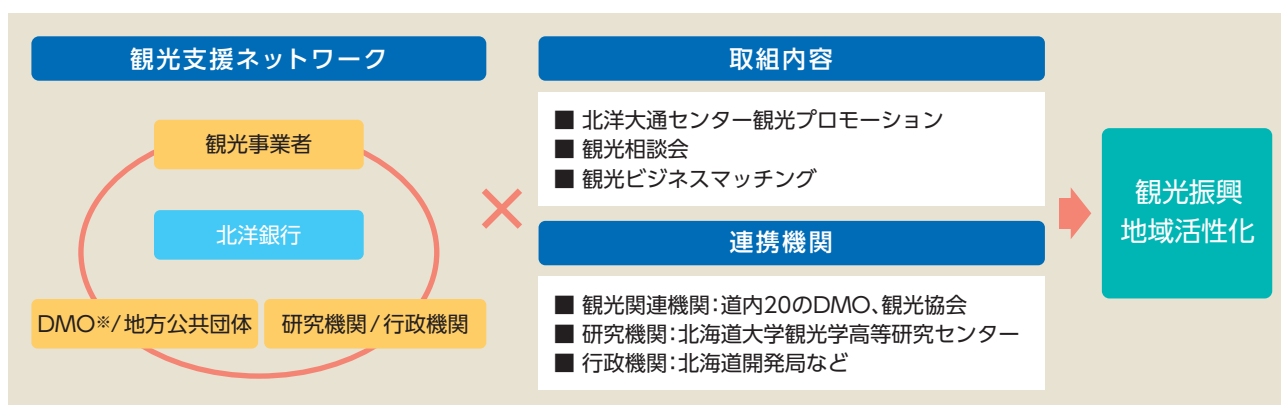 観光支援ネットワーク
観光事業者
北洋銀行
DMO※/地方公共団体
研究機関/行政機関
×
取組内容
■ 北洋大通センター観光プロモーション
■ 観光相談会
■ 観光ビジネスマッチング
連携機関
■ 観光関連機関：道内20のDMO、観光協会
■ 研究機関：北海道大学観光学高等研究センター
■ 行政機関：北海道開発局など
観光振興
地域活性化